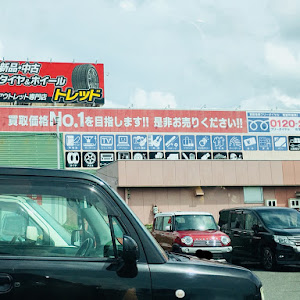 新品・中古
タイヤ&ホイール
アウトレット専門店
トレッド
買取価格NO.1を目指します!! 是非お売りください!!
0120-